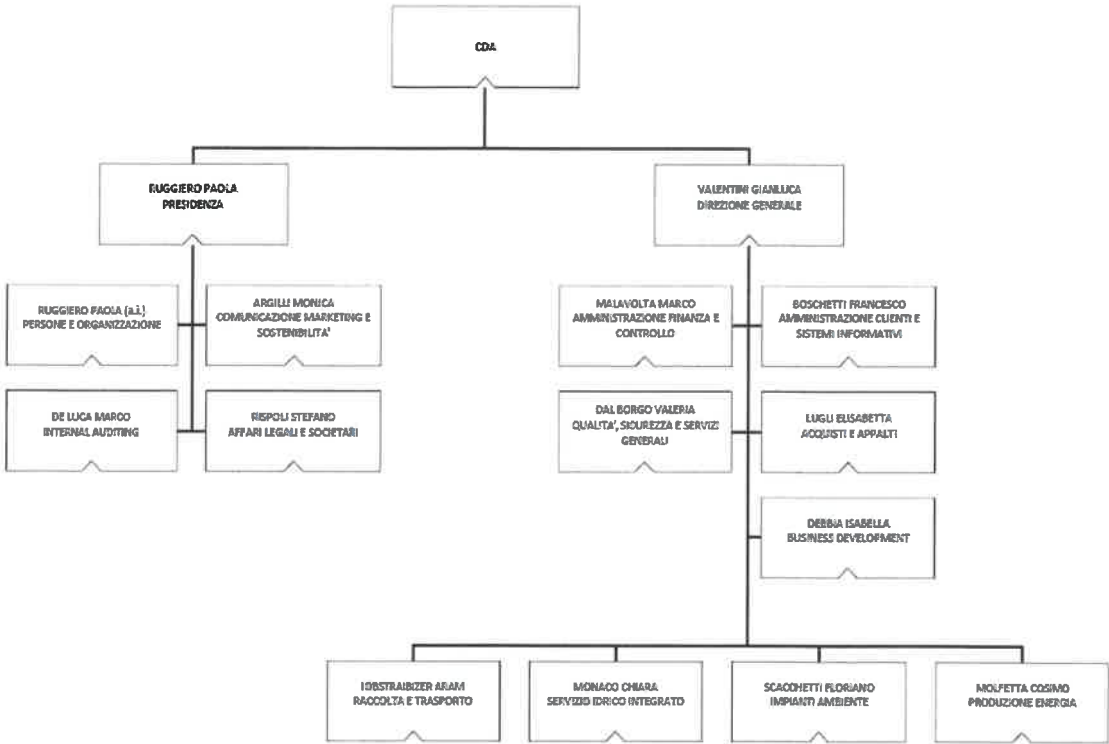 CDA
RUGGIERO PAOLA
PRESIDENZA
VALENTINI GIANLUCA
DIREZIONE GENERALE
RUGGIERO PAOLA (a.i.)
PERSONE E ORGANIZZAZIONE
ARGILLI MONICA
COMUNICAZIONE MARKETING E
SOSTENIBILITA'
MALAVOLTA MARCO
AMMINISTRAZIONE FINANZA E
CONTROLLO
BOSCHETTI FRANCESCO
AMMINISTRAZIONE CLIENTI E
SISTEMI INFORMATIVI
DE LUCA MARCO
INTERNAL AUDITING
RISPOLI STEFANO
AFFARI LEGALI E SOCIETARI
DAL BORGO VALERIA
QUALITA', SICUREZZA E SERVIZI
GENERALI
LUGLI ELISABETTA
ACQUISTI E APPALTI
DEBBIA ISABELLA
BUSINESS DEVELOPMENT
IOBSTRAIBIZER ARAM
RACCOLTA E TRASPORTO
MONACO CHIARA
SERVIZIO IDRICO INTEGRATO
SCACCHETTI FLORIANO
IMPIANTI AMBIENTE
MOLFETTA COSIMO
PRODUZIONE ENERGIA